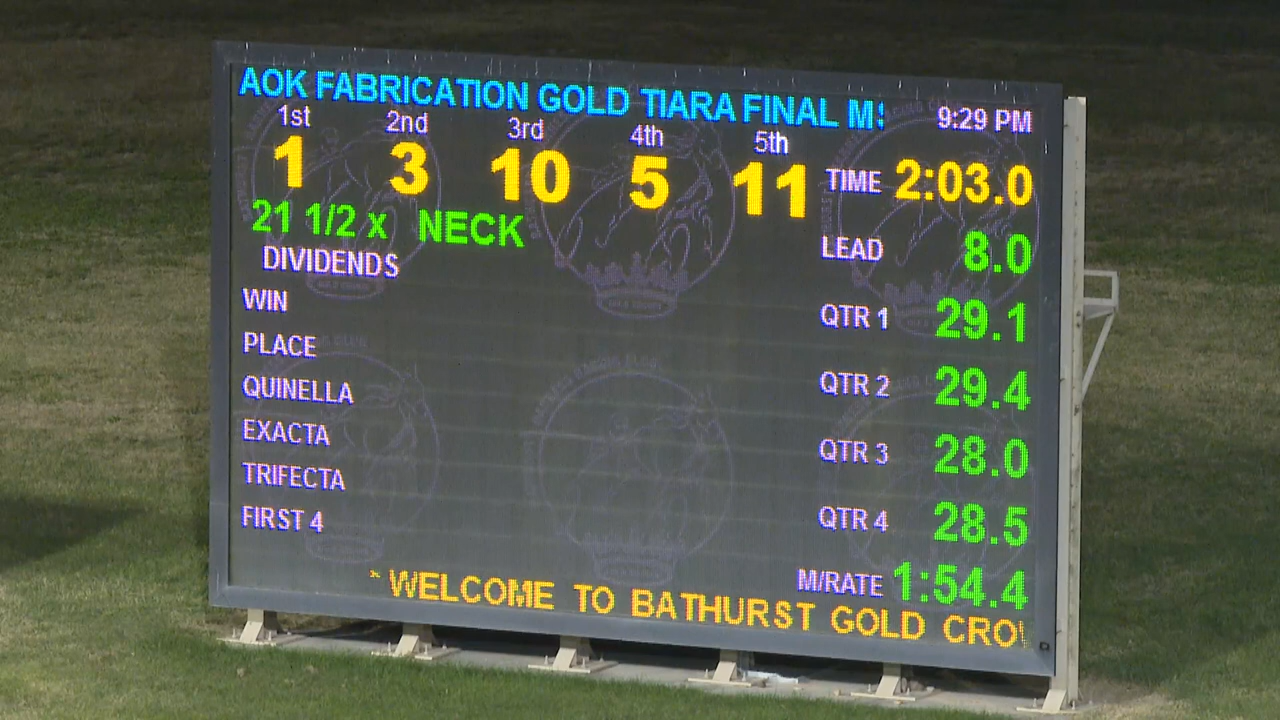 AOK FABRICATION GOLD TIARA FINAL
9:29 PM
1st 2nd 3rd 4th 5th
1 3 10 5 11
TIME 2:03.0
21 1/2 x NECK
LEAD 8.0
DIVIDENDS
WIN
QTR 1 29.1
PLACE
QTR 2 29.4
QUINELLA
EXACTA
QTR 3 28.0
TRIFECTA
FIRST 4
QTR 4 28.5
M/RATE 1:54.4
* WELCOME TO BATHURST GOLD